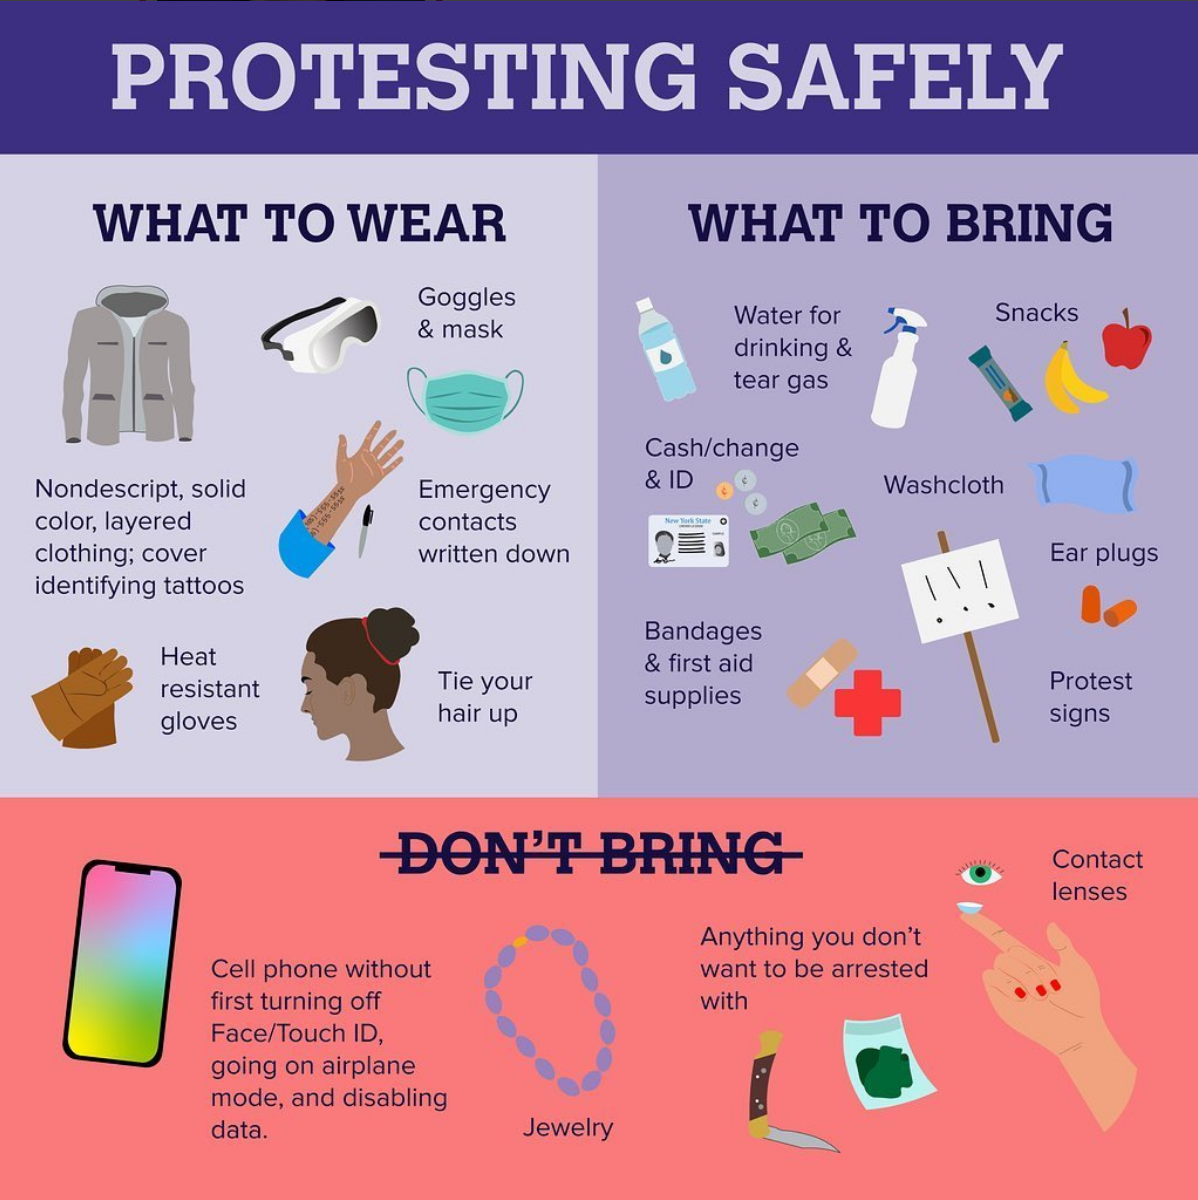 PROTESTING SAFELY
WHAT TO WEAR
Goggles
& mask
Nondescript, solid
color, layered
clothing; cover
identifying tattoos
Emergency
contacts
written down
Heat
resistant
gloves
Tie your
hair up
WHAT TO BRING
Water for
drinking &
tear gas
Snacks
Cash/change
& ID
New York State
Washcloth
Ear plugs
! ! !
Bandages
& first aid
supplies
Protest
signs
DON'T BRING
Cell phone without
first turning off
Face/Touch ID,
going on airplane
mode, and disabling
data.
Jewelry
Anything you don't
want to be arrested
with
Contact
lenses